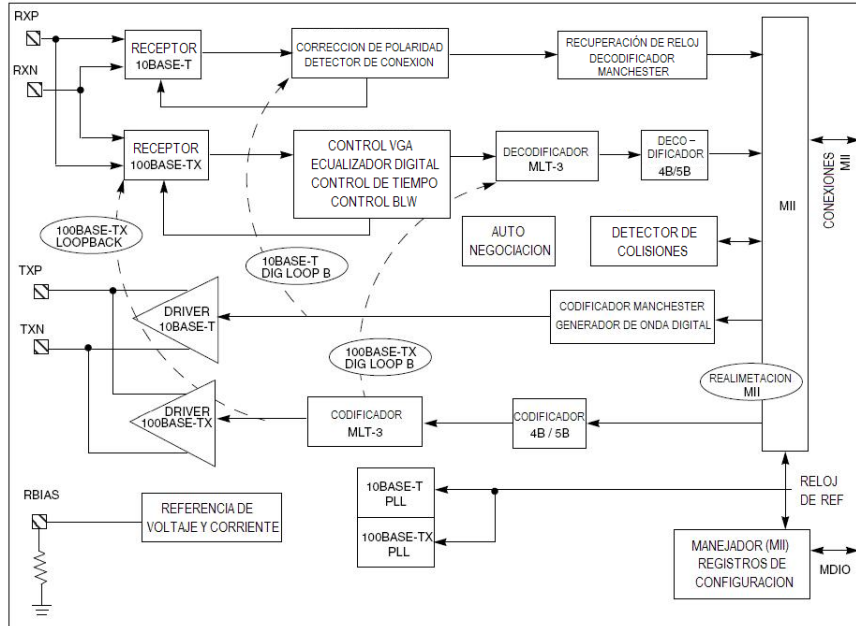 RXP
RXN
RECEPTOR
10BASE-T
CORRECCION DE POLARIDAD
DETECTOR DE CONEXION
RECUPERACIÓN DE RELOJ
DECODIFICADOR
MANCHESTER
RECEPTOR
100BASE-TX
CONTROL VGA
ECUALIZADOR DIGITAL
CONTROL DE TIEMPO
CONTROL BLW
DECODIFICADOR
MLT-3
DECO -
DIFICADOR
4B/5B
MII
CONEXIONES
MII
100BASE-TX
LOOPBACK
10BASE-T
DIG LOOP B
AUTO
NEGOCIACION
DETECTOR DE
COLISIONES
TXP
TXN
DRIVER
10BASE-T
CODIFICADOR MANCHESTER
GENERADOR DE ONDA DIGITAL
100BASE-TX
DIG LOOP B
REALIMETACION
MII
DRIVER
100BASE-TX
CODIFICADOR
MLT-3
CODIFICADOR
4B / 5B
RBIAS
REFERENCIA DE
VOLTAJE Y CORRIENTE
10BASE-T
PLL
100BASE-TX
PLL
RELOJ
DE REF
MANEJADOR (MII)
REGISTROS DE
CONFIGURACION
MDIO